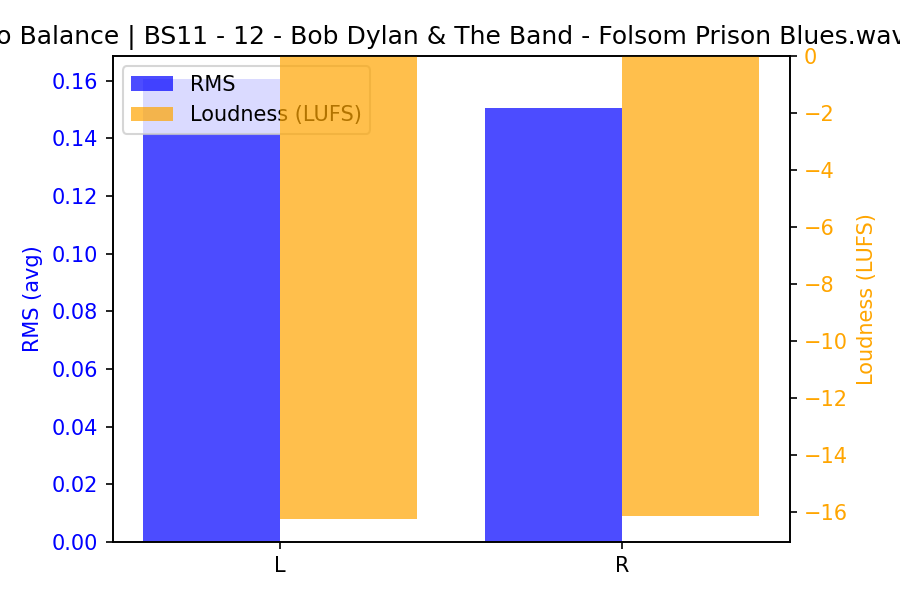 o Balance | BS11 - 12 - Bob Dylan & The Band - Folsom Prison Blues.wav
RMS
Loudness (LUFS)
RMS (avg)
0.16
0.14
0.12
0.10
0.08
0.06
0.04
0.02
0.00
0
−2
−4
−6
−8
−10
−12
−14
−16
Loudness (LUFS)
L
R